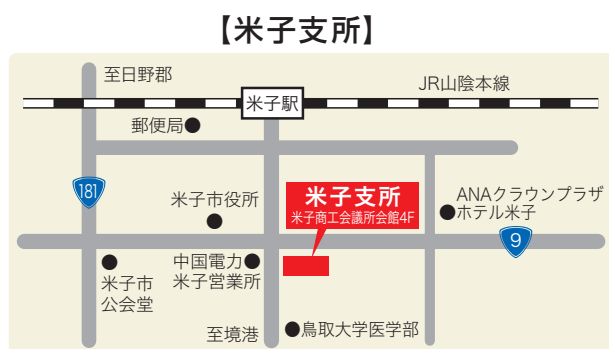 【米子支所】
至日野郡
JR山陰本線
米子駅
郵便局
181
米子市役所
米子支所
米子商工会議所会館4F
ANAクラウンプラザ
ホテル米子
9
米子市
公会堂
中国電力
米子営業所
至境港
鳥取大学医学部